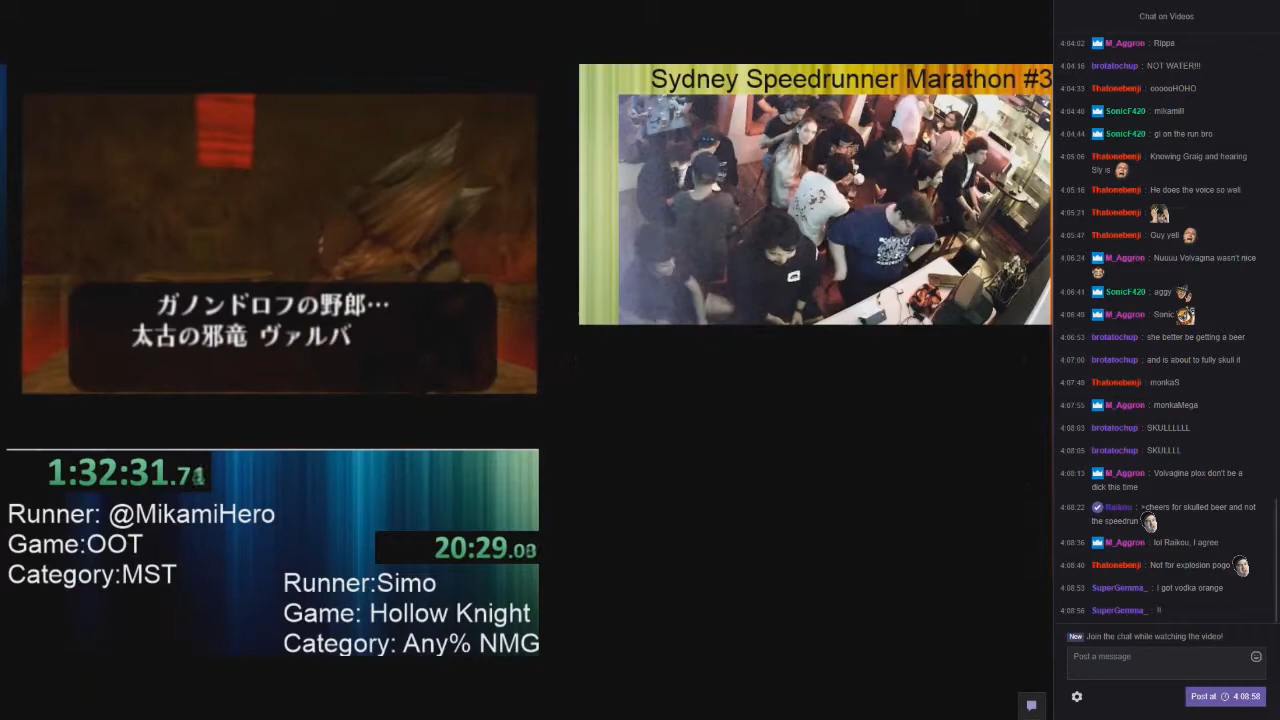 Sydney Speedrunner Marathon #3
ガノンドロフの野郎…
太古の邪竜 ヴァルバ
1:32:31.74
Runner: @MikamiHero
Game:OOT
Category:MST
20:29.08
Runner:Simo
Game: Hollow Knight
Category: Any% NMG
Chat on Videos
4:04:02 M_Aggron : Rippa
4:04:16 brotatochup : NOT WATER!!!
4:04:33 Thatonebenji : oooooHOHO
4:04:40 SonicF420 : mikamill
4:04:44 SonicF420 : gl on the run bro
4:05:06 Thatonebenji : Knowing Graig and hearing
Sly is
4:05:16 Thatonebenji : He does the voice so well
4:05:21 Thatonebenji :
4:05:47 Thatonebenji : Guy yell
4:06:24 M_Aggron : Nuuuu Volvagina wasn't nice
4:06:41 SonicF420 : aggy
4:06:49 M_Aggron : Sonic
4:06:53 brotatochup : she better be getting a beer
4:07:00 brotatochup : and is about to fully skull it
4:07:49 Thatonebenji : monkaS
4:07:55 M_Aggron : monkaMega
4:08:03 brotatochup : SKULLLLLL
4:08:05 brotatochup : SKULLLL
4:08:13 M_Aggron : Volvagina plox don't be a
dick this time
4:08:22 Raikou : >cheers for skulled beer and not
the speedrun
4:08:36 M_Aggron : lol Raikou, I agree
4:08:40 Thatonebenji : Not for explosion pogo
4:08:53 SuperGemma_ : I got vodka orange
4:08:56 SuperGemma_ : !!
New Join the chat while watching the video!
Post a message
Post at 4:08:58